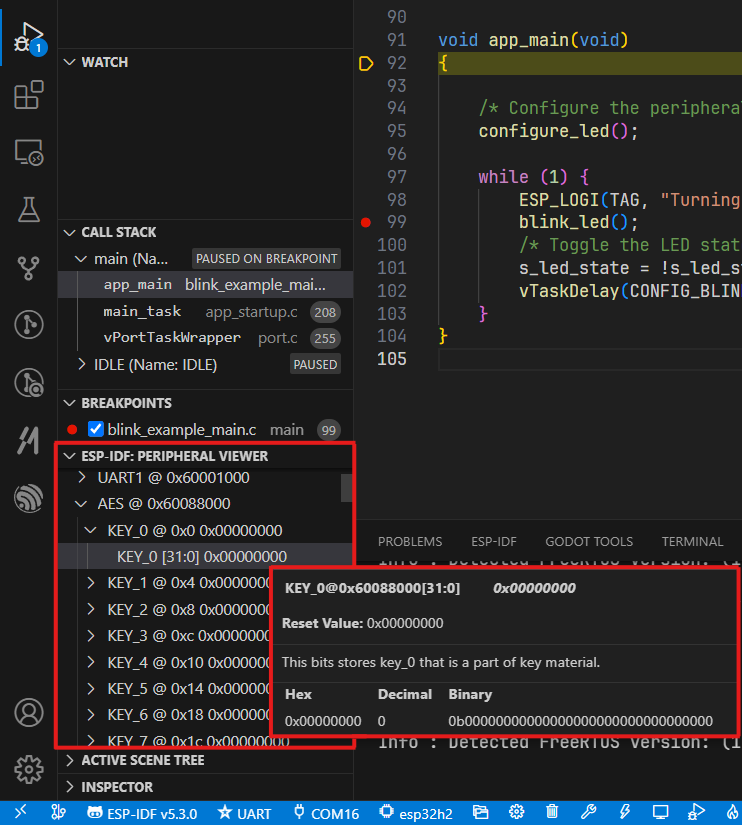 1
WATCH
CALL STACK
main (Na... PAUSED ON BREAKPOINT
app_main blink_example_mai...
main_task app_startup.c 208
vPortTaskWrapper port.c 255
IDLE (Name: IDLE) PAUSED
BREAKPOINTS
blink_example_main.c main 99
ESP-IDF: PERIPHERAL VIEWER
UART1 @ 0x60001000
AES @ 0x60088000
KEY_0 @ 0x0 0x00000000
KEY_0 [31:0] 0x00000000
KEY_1 @ 0x4 0x0000000
KEY_2 @ 0x8 0x0000000
KEY_3 @ 0xc 0x0000000
KEY_4 @ 0x10 0x000000
KEY_5 @ 0x14 0x000000
KEY_6 @ 0x18 0x000000
KEY_7 @ 0x1c 0x00000000
ACTIVE SCENE TREE
INSPECTOR
90
91 void app_main(void)
92 {
93
94 /* Configure the periphera
95 configure_led();
96
97 while (1) {
98 ESP_LOGI(TAG, "Turning
99 blink_led();
100 /* Toggle the LED stat
101 s_led_state = !s_led_s
102 vTaskDelay(CONFIG_BLIN
103 }
104 }
105
PROBLEMS ESP-IDF GODOT TOOLS TERMINAL
Info : Detected FreeRTOS version: (1
KEY_0@0x60088000[31:0] 0x00000000
Reset Value: 0x00000000
This bits stores key_0 that is a part of key material.
Hex Decimal Binary
0x00000000 0 0b00000000000000000000000000000000
Info : Detected FreeRTOS version: (1
ESP-IDF v5.3.0 UART COM16 esp32h2